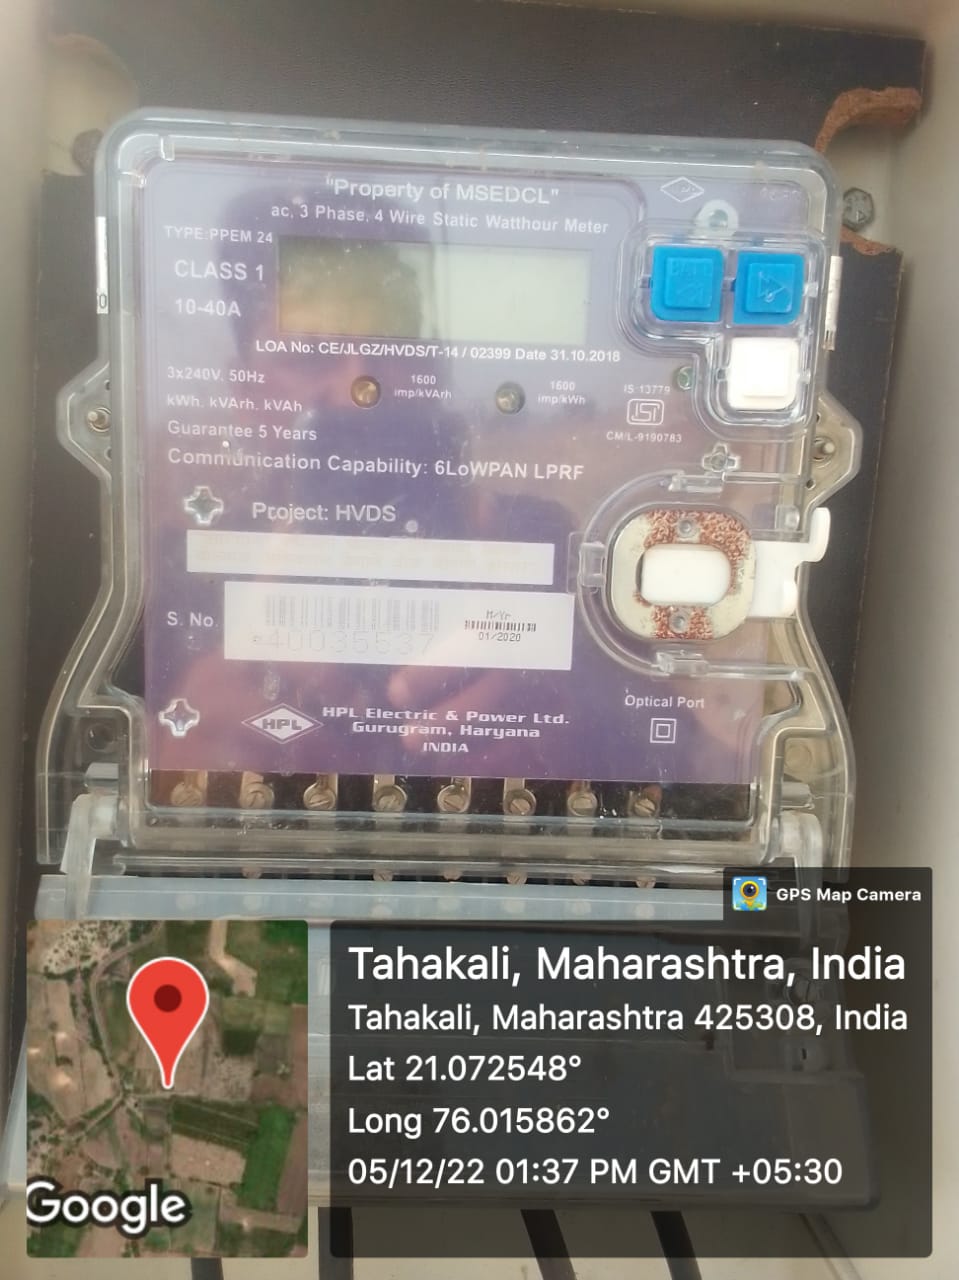 "Property of MSEDCL"
ac, 3 Phase, 4 Wire Static Watthour Meter
TYPE:PPEM 24
CLASS 1
10-40A
LOA No: CE/JLGZ/HVDS/T-14 / 02399 Date 31.10.2018
3x240V, 50Hz
1600
imp/kVArh
1600
imp/kWh
IS 13779
kWh, kVArh, kVAh
ISI
CM/L-9190783
Guarantee 5 Years
Communication Capability: 6LoWPAN LPRF
Project: HVDS
S. No.
40035537
M/Yr
01/2020
Optical Port
HPL
HPL Electric & Power Ltd.
Gurugram, Haryana
INDIA
GPS Map Camera
Tahakali, Maharashtra, India
Tahakali, Maharashtra 425308, India
Lat 21.072548°
Long 76.015862°
05/12/22 01:37 PM GMT +05:30
Google